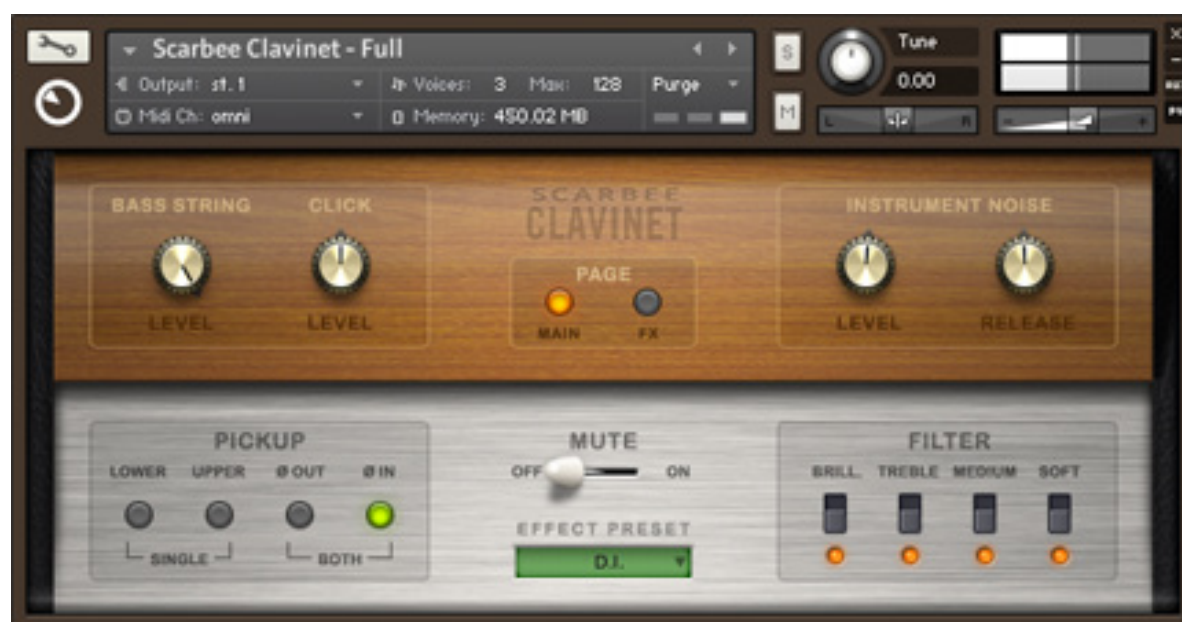 Scarbee Clavinet - Full
Output: st.1
Voices: 3 Max: 128
Purge
Midi Ch: omni
Memory: 450.02 MB
S
M
Tune
0.00
L R
- +
BASS STRING
CLICK
LEVEL
LEVEL
SCARBEE
CLAVINET
PAGE
MAIN
FX
INSTRUMENT NOISE
LEVEL
RELEASE
PICKUP
LOWER UPPER Ø OUT Ø IN
SINGLE
BOTH
MUTE
OFF ON
EFFECT PRESET
D.I.
FILTER
BRILL. TREBLE MEDIUM SOFT